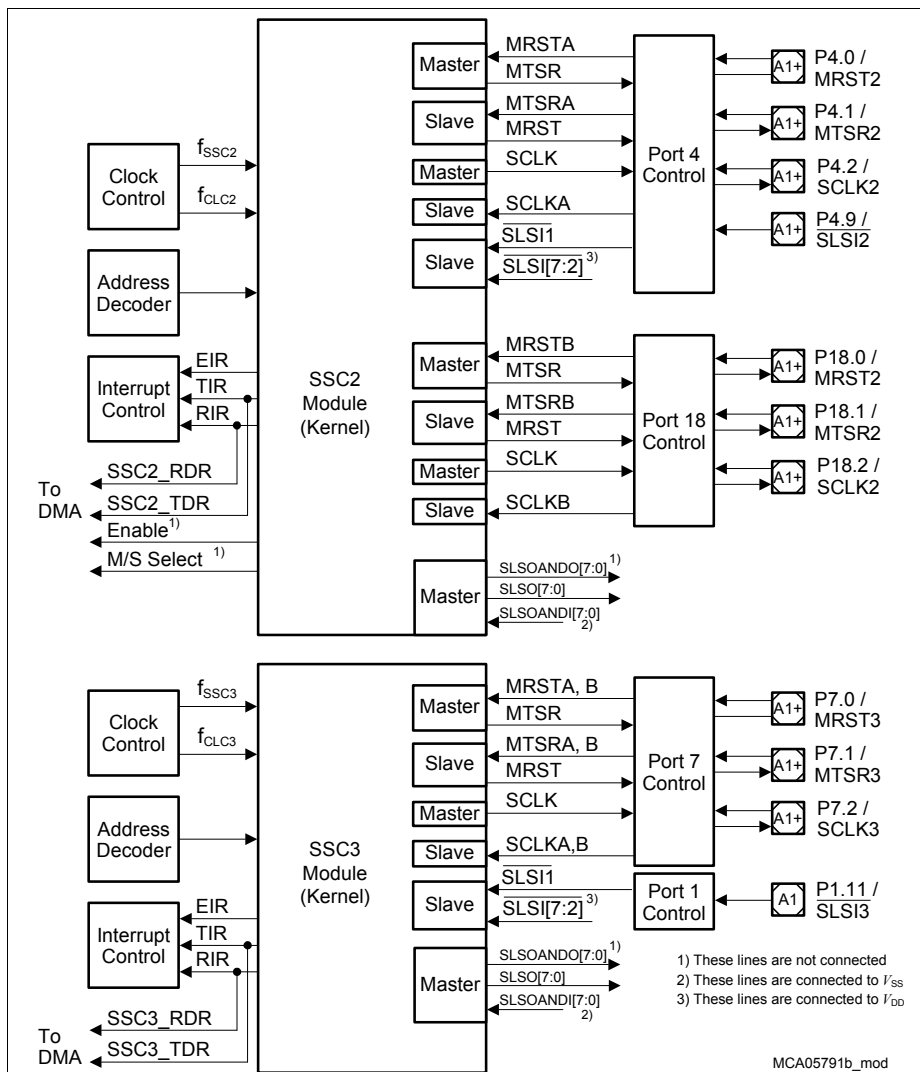 MRSTA
MTSR
MTSRA
MRST
SCLK
SCLKA
SLSI1
SLSI[7:2] 3)
Master
Slave
Master
Slave
Slave
Port 4
Control
A1+
P4.0 /
MRST2
A1+
P4.1 /
MTSR2
A1+
P4.2 /
SCLK2
A1+
P4.9 /
SLSI2
Clock
Control
fSSC2
fCLC2
Address
Decoder
Interrupt
Control
EIR
TIR
RIR
SSC2
Module
(Kernel)
To
DMA
SSC2_RDR
SSC2_TDR
Enable1)
M/S Select 1)
Master
Slave
Master
Slave
MRSTB
MTSR
MTSRB
MRST
SCLK
SCLKB
Port 18
Control
A1+
P18.0 /
MRST2
A1+
P18.1 /
MTSR2
A1+
P18.2 /
SCLK2
Master
SLSOANDO[7:0] 1)
SLSO[7:0]
SLSOANDI[7:0]
2)
Clock
Control
fSSC3
fCLC3
Address
Decoder
Interrupt
Control
EIR
TIR
RIR
SSC3
Module
(Kernel)
To
DMA
SSC3_RDR
SSC3_TDR
Master
Slave
Master
Slave
Slave
MRSTA, B
MTSR
MTSRA, B
MRST
SCLK
SCLKA,B
SLSI1
SLSI[7:2] 3)
Port 7
Control
A1+
P7.0 /
MRST3
A1+
P7.1 /
MTSR3
A1+
P7.2 /
SCLK3
Port 1
Control
A1
P1.11 /
SLSI3
Master
SLSOANDO[7:0] 1)
SLSO[7:0]
SLSOANDI[7:0]
2)
1) These lines are not connected
2) These lines are connected to VSS
3) These lines are connected to VDD
MCA05791b_mod